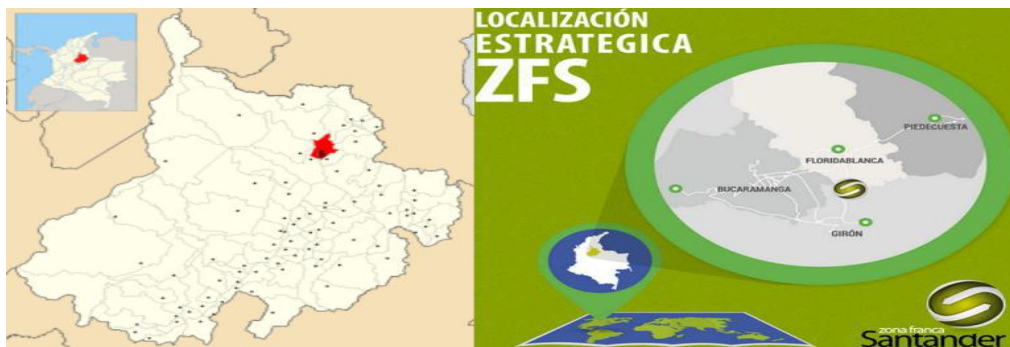 LOCALIZACIÓN
ESTRATEGICA
ZFS
PIEDECUESTA
FLORIDABLANCA
BUCARAMANGA
GIRÓN
zona franca
Santander